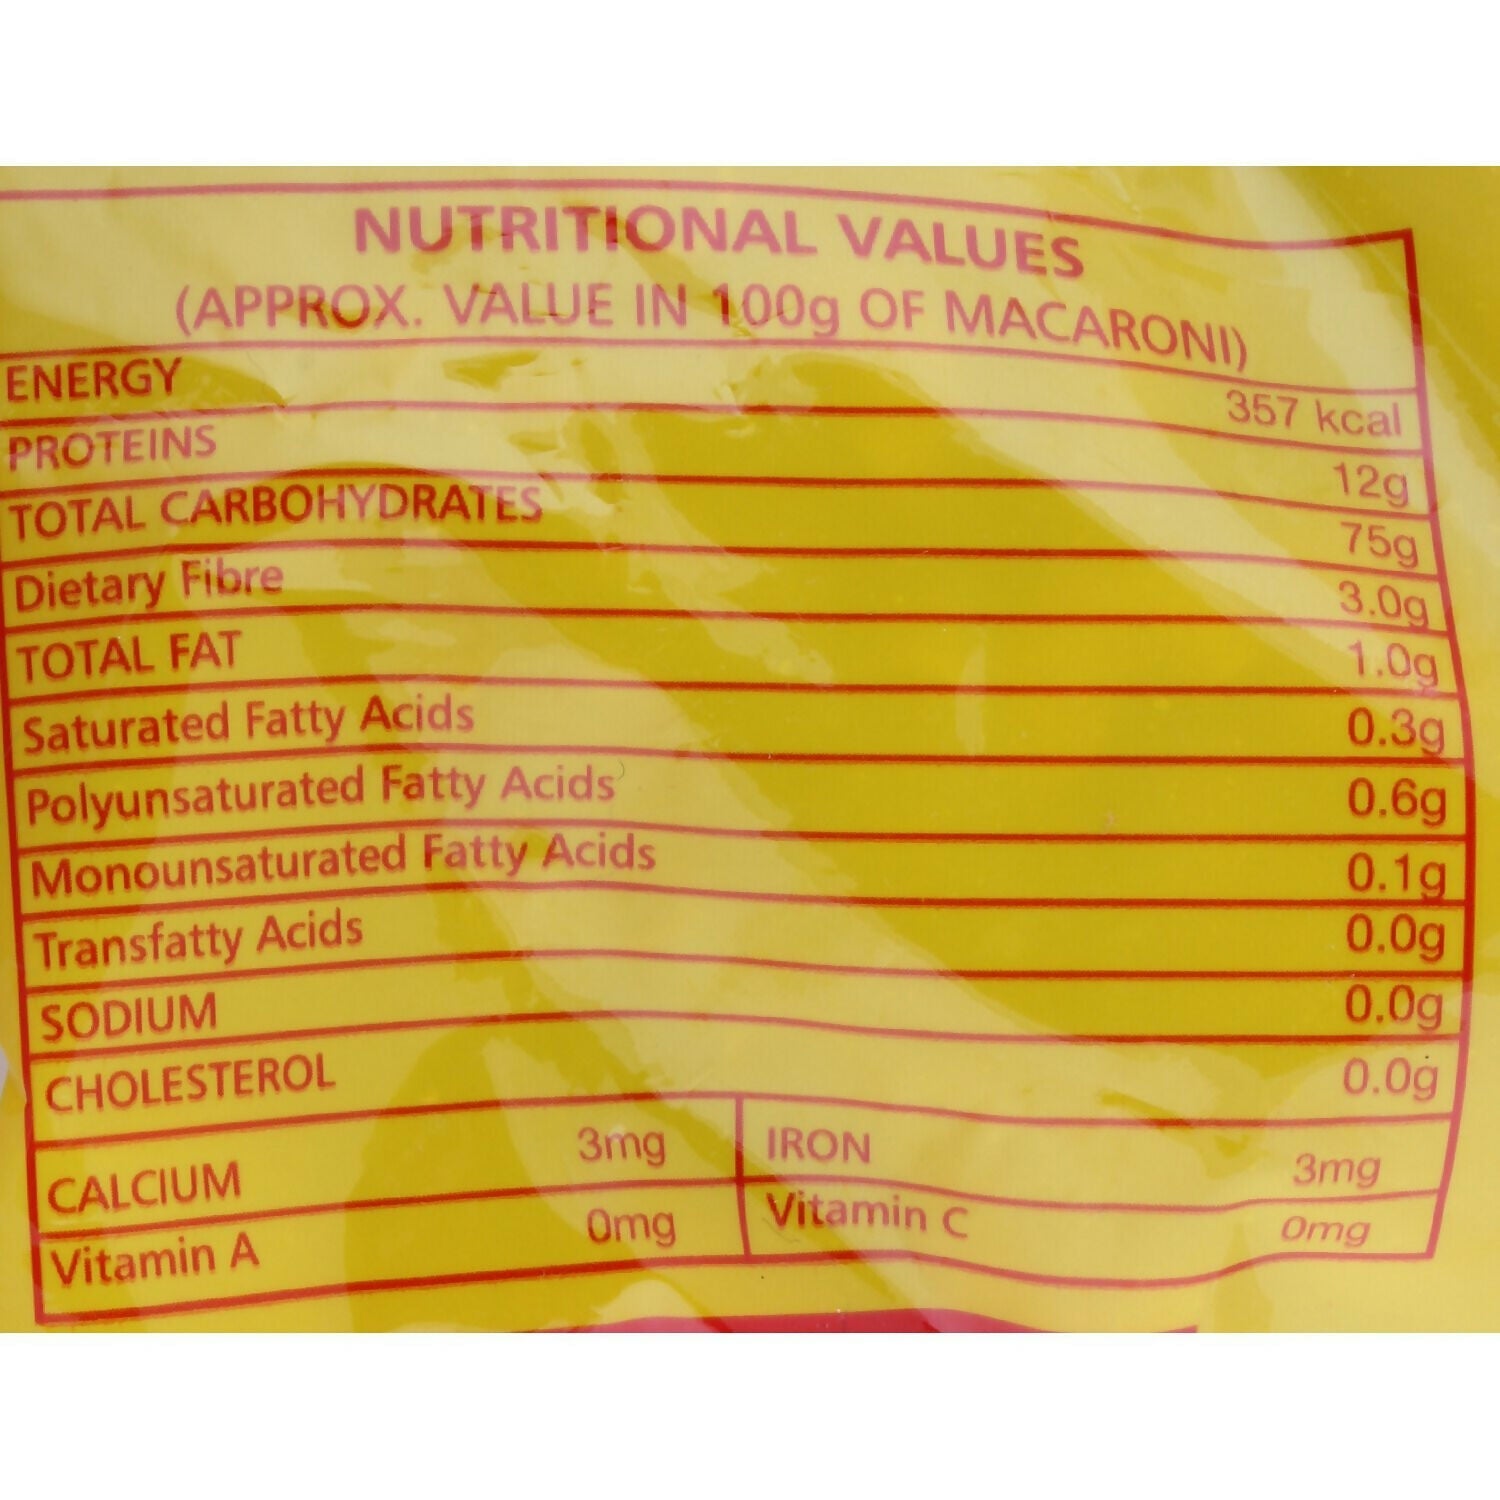 NUTRITIONAL VALUES
(APPROX. VALUE IN 100g OF MACARONI)
ENERGY 357 kcal
PROTEINS 12g
TOTAL CARBOHYDRATES 75g
Dietary Fibre 3.0g
TOTAL FAT 1.0g
Saturated Fatty Acids 0.3g
Polyunsaturated Fatty Acids 0.6g
Monounsaturated Fatty Acids 0.1g
Transfatty Acids 0.0g
SODIUM 0.0g
CHOLESTEROL 0.0g
CALCIUM 3mg IRON 3mg
Vitamin A 0mg Vitamin C 0mg